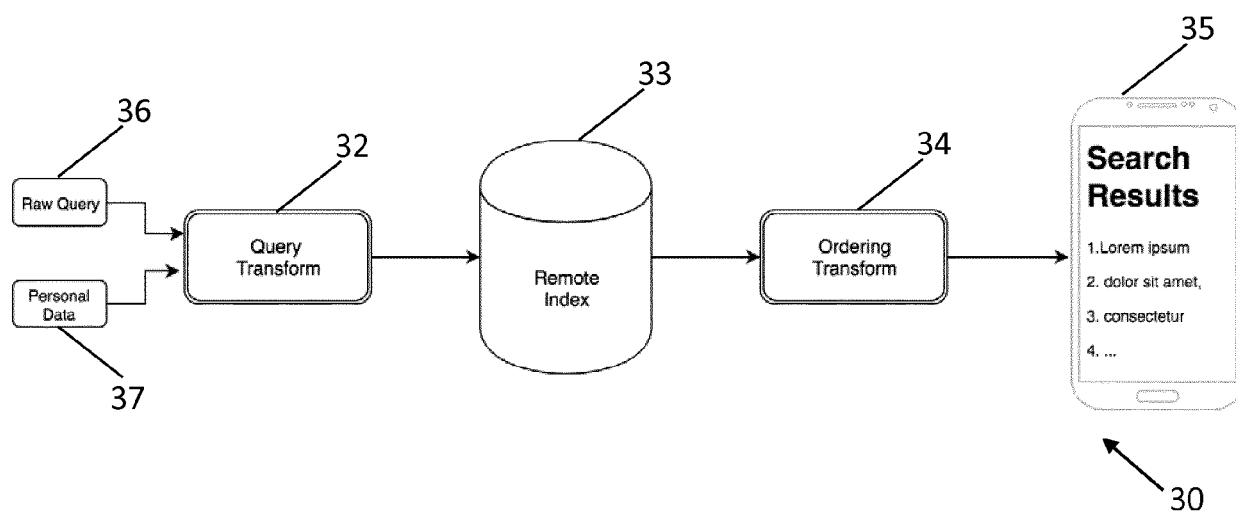 35
33
36
32
34
Raw Query
Query
Transform
Remote
Index
Ordering
Transform
Search
Results
1.Lorem ipsum
2. dolor sit amet,
3. consectetur
4. ...
Personal
Data
37
30